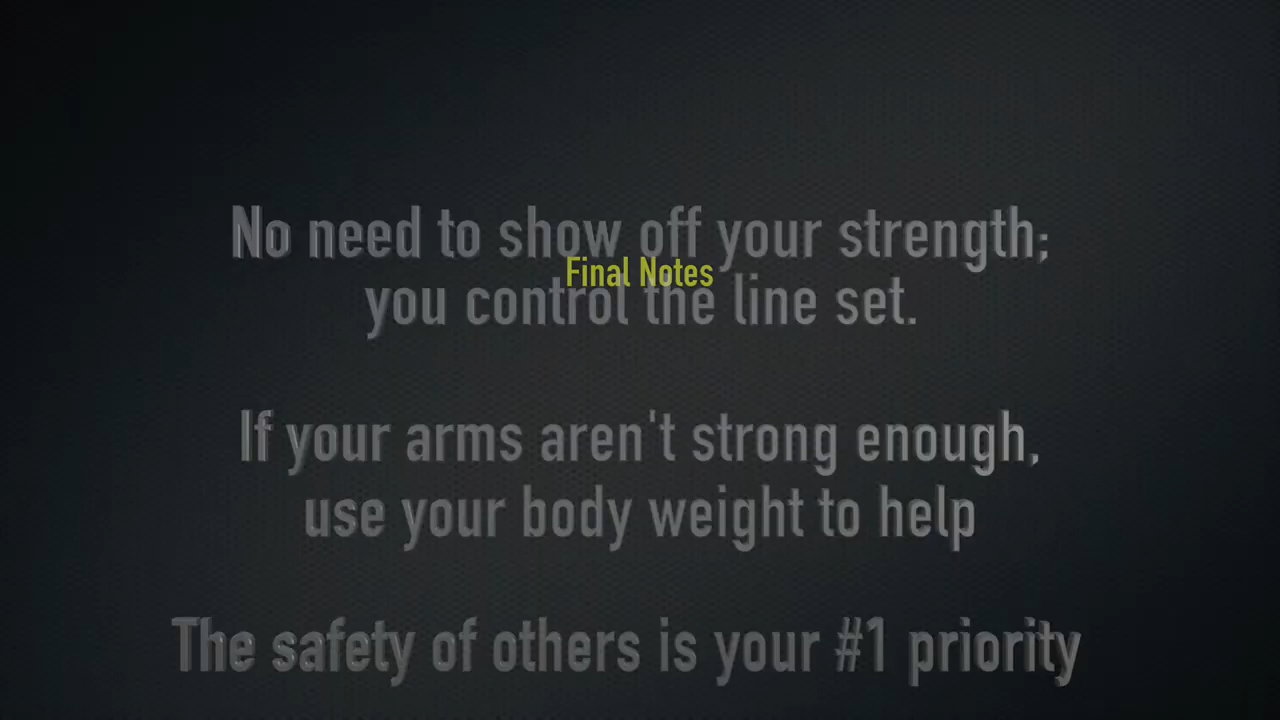 No need to show off your strength;
Final Notes
you control the line set.
If your arms aren't strong enough,
use your body weight to help
The safety of others is your #1 priority